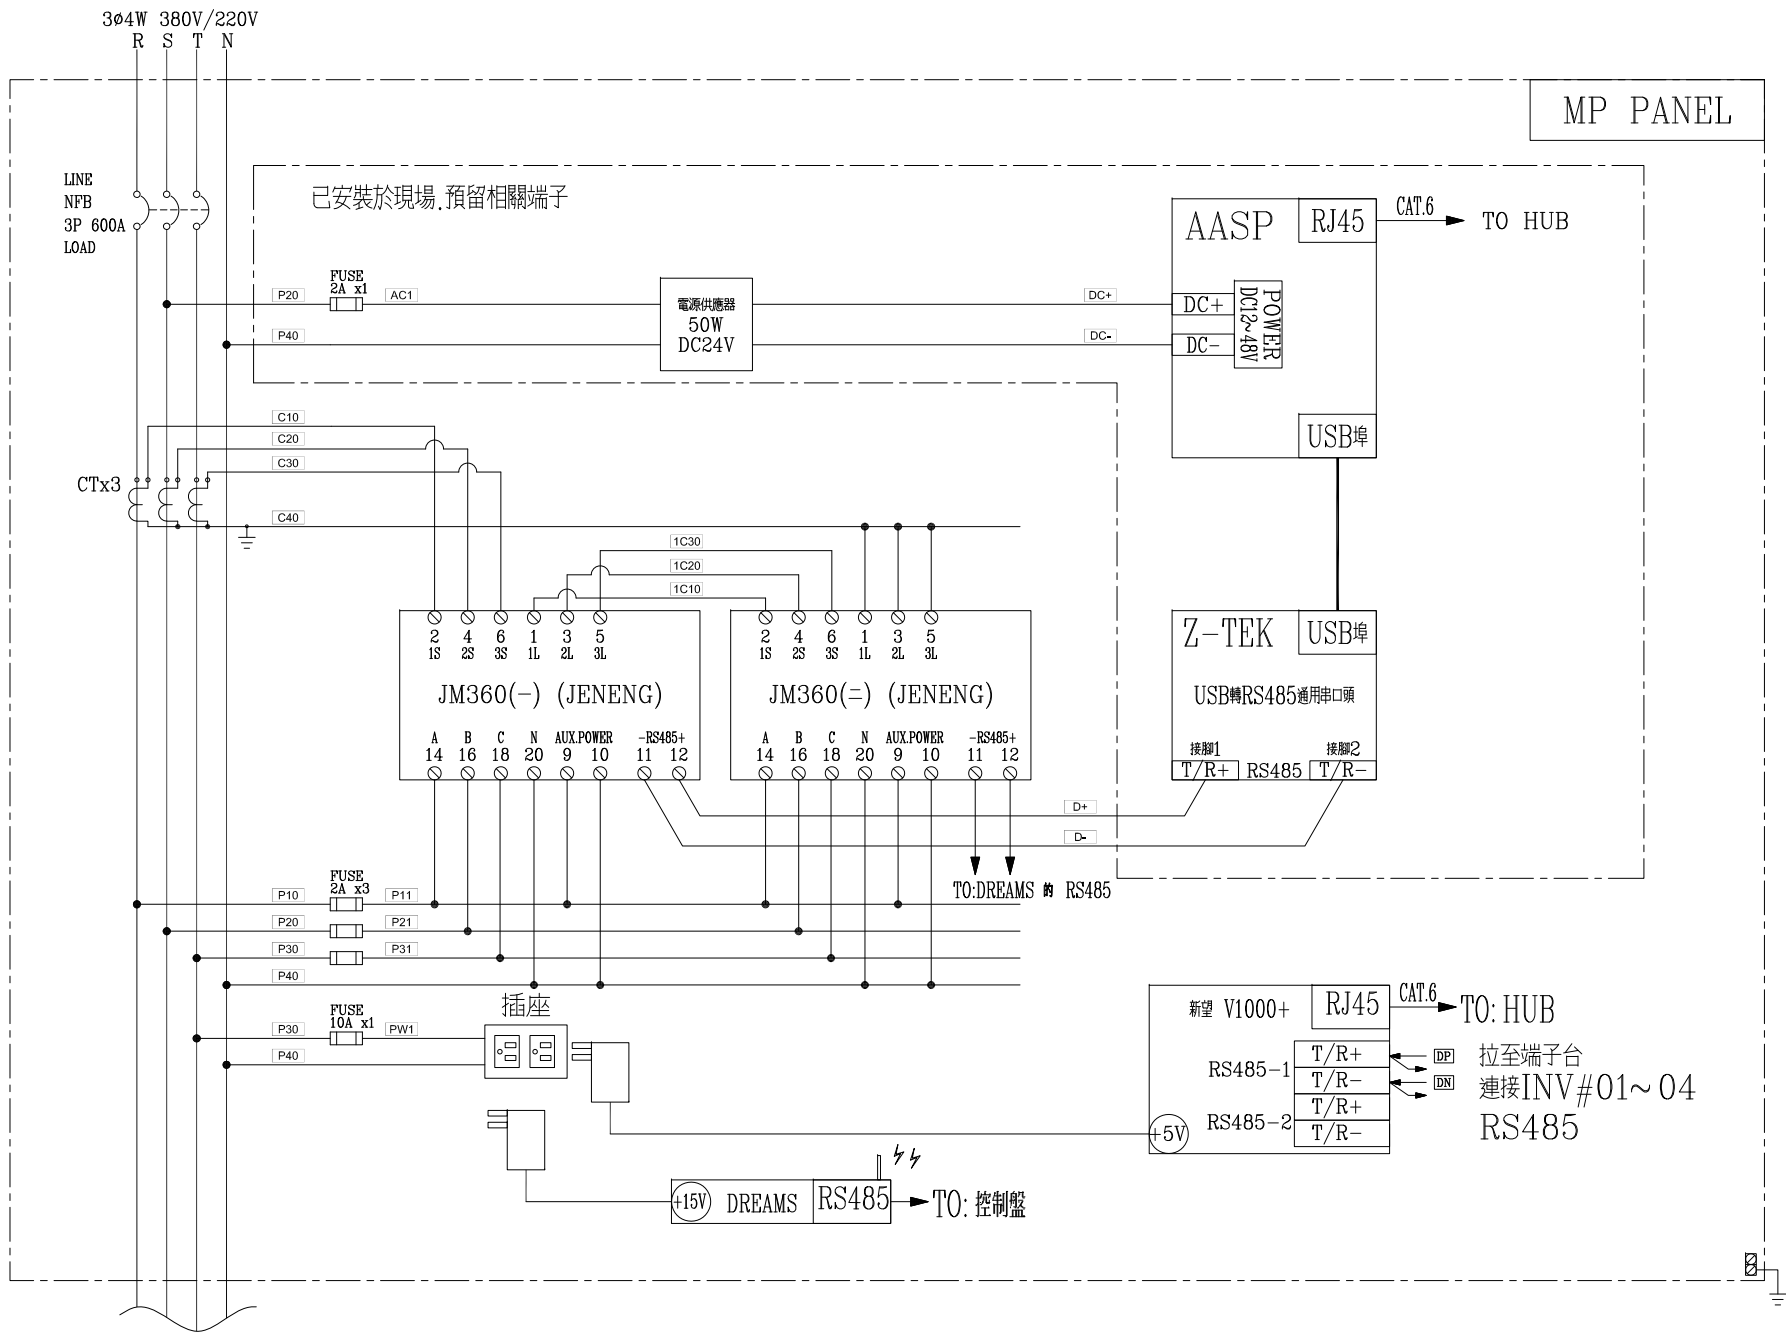 3ø4W 380V/220V
R S T N
MP PANEL
LINE
NFB
3P 600A
LOAD
已安裝於現場.預留相關端子
AASP
RJ45
CAT.6
TO HUB
P20
FUSE
2A x1
AC1
電源供應器
50W
DC24V
DC+
DC+
POWER
DC12~48V
P40
DC-
DC-
USB埠
C10
C20
C30
CTx3
C40
1C30
1C20
1C10
2 4 6 1 3 5
1S 2S 3S 1L 2L 3L
JM360(一) (JENENG)
A B C N AUX.POWER -RS485+
14 16 18 20 9 10 11 12
2 4 6 1 3 5
1S 2S 3S 1L 2L 3L
JM360(二) (JENENG)
A B C N AUX.POWER -RS485+
14 16 18 20 9 10 11 12
Z-TEK
USB埠
USB轉RS485通用串口頭
接腳1
接腳2
T/R+ RS485 T/R-
D+
D-
TO:DREAMS 的 RS485
FUSE
2A x3
P10
P11
P20
P21
P30
P31
P40
插座
FUSE
10A x1
P30
PW1
P40
新望 V1000+
RJ45
CAT.6
TO: HUB
RS485-1
T/R+
T/R-
RS485-2
T/R+
T/R-
+5V
DP
DN
拉至端子台
連接INV#01~04
RS485
+15V
DREAMS
RS485
TO: 控制盤